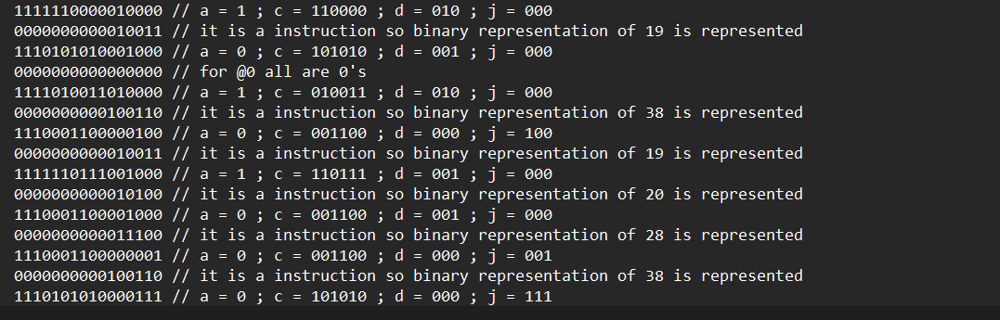 1111110000010000 // a = 1 ; c = 110000 ; d = 010 ; j = 000
0000000000010011 // it is a instruction so binary representation of 19 is represented
1110101010001000 // a = 0 ; c = 101010 ; d = 001 ; j = 000
0000000000000000 // for @0 all are 0's
1111010011010000 // a = 1 ; c = 010011 ; d = 010 ; j = 000
0000000000100110 // it is a instruction so binary representation of 38 is represented
1110001100000100 // a = 0 ; c = 001100 ; d = 000 ; j = 100
0000000000010011 // it is a instruction so binary representation of 19 is represented
1111110111001000 // a = 1 ; c = 110111 ; d = 001 ; j = 000
0000000000010100 // it is a instruction so binary representation of 20 is represented
1110001100001000 // a = 0 ; c = 001100 ; d = 001 ; j = 000
0000000000011100 // it is a instruction so binary representation of 28 is represented
1110001100000001 // a = 0 ; c = 001100 ; d = 000 ; j = 001
0000000000100110 // it is a instruction so binary representation of 38 is represented
1110101010000111 // a = 0 ; c = 101010 ; d = 000 ; j = 111